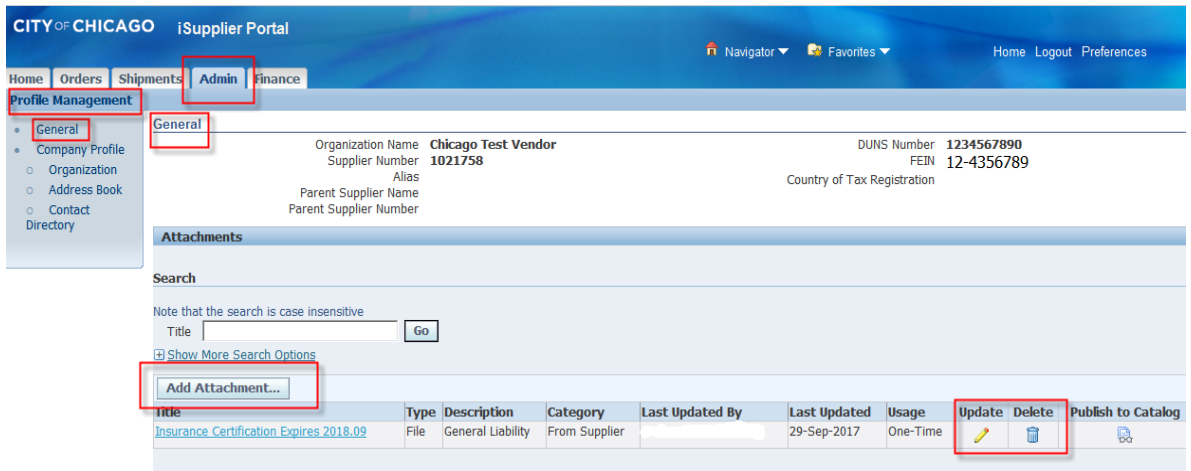 CITY OF CHICAGO iSupplier Portal
Navigator Favorites Home Logout Preferences
Home Orders Shipments Admin Finance
Profile Management
General
Company Profile
Organization
Address Book
Contact
Directory
General
Organization Name Chicago Test Vendor DUNS Number 1234567890
Supplier Number 1021758 FEIN 12-4356789
Alias Country of Tax Registration
Parent Supplier Name
Parent Supplier Number
Attachments
Search
Note that the search is case insensitive
Title Go
Show More Search Options
Add Attachment...
Title Type Description Category Last Updated By Last Updated Usage Update Delete Publish to Catalog
Insurance Certification Expires 2018.09 File General Liability From Supplier 29-Sep-2017 One-Time